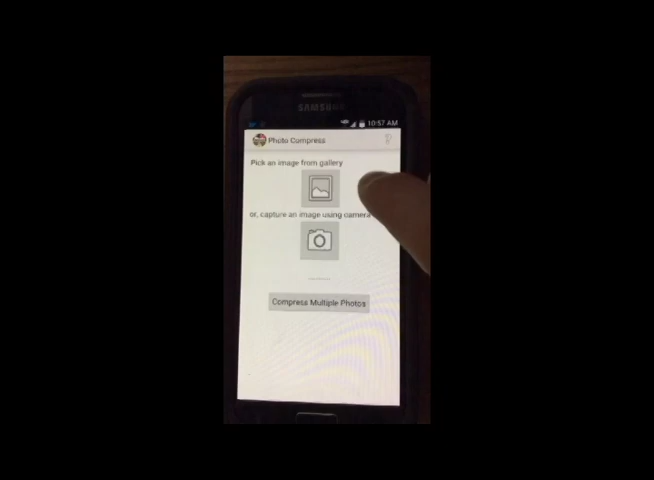 SAMSUNG
10:57 AM
Photo Compress
Pick an image from gallery
or, capture an image using camera
Compress Multiple Photos